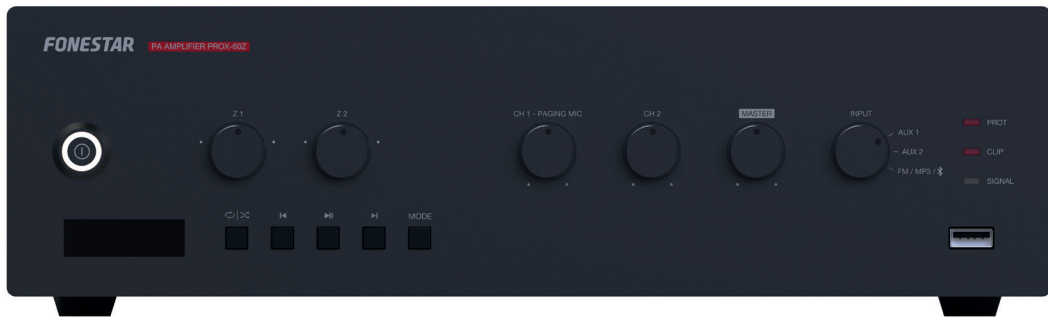 FONESTAR
PA AMPLIFIER PROX-60Z
Z 1
Z 2
CH 1 - PAGING MIC
CH 2
MASTER
INPUT
AUX 1
AUX 2
FM / MP3 /
PROT
CLIP
SIGNAL
MODE